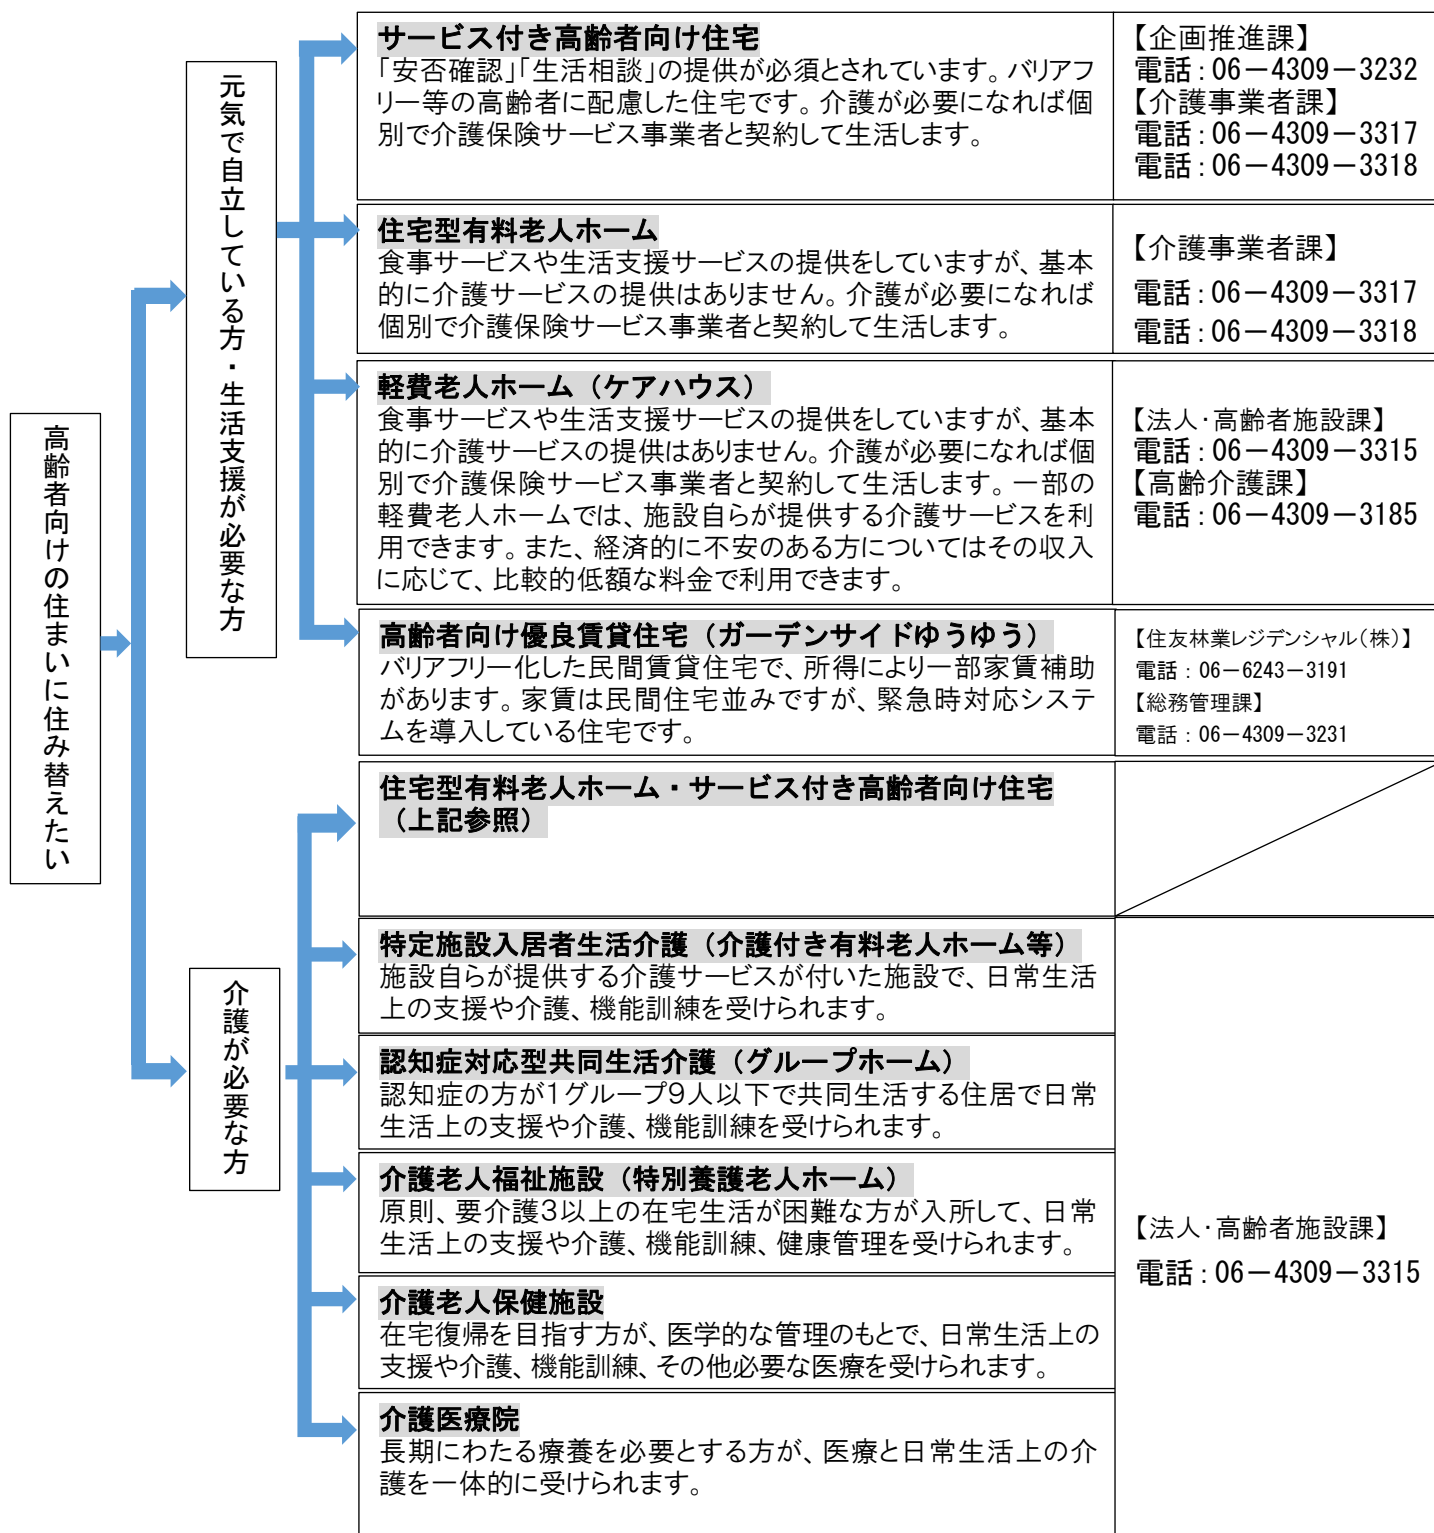 高齢者向けの住まいに住み替えたい
元気で自立している方・生活支援が必要な方
サービス付き高齢者向け住宅
「安否確認」「生活相談」の提供が必須とされています。バリアフ
リー等の高齢者に配慮した住宅です。介護が必要になれば個
別で介護保険サービス事業者と契約して生活します。
【企画推進課】
電話：06－4309－3232
【介護事業者課】
電話：06－4309－3317
電話：06－4309－3318
住宅型有料老人ホーム
食事サービスや生活支援サービスの提供をしていますが、基本
的に介護サービスの提供はありません。介護が必要になれば
個別で介護保険サービス事業者と契約して生活します。
【介護事業者課】
電話：06－4309－3317
電話：06－4309－3318
軽費老人ホーム（ケアハウス）
食事サービスや生活支援サービスの提供をしていますが、基本
的に介護サービスの提供はありません。介護が必要になれば個
別で介護保険サービス事業者と契約して生活します。一部の
軽費老人ホームでは、施設自らが提供する介護サービスを利
用できます。また、経済的に不安のある方についてはその収入
に応じて、比較的低額な料金で利用できます。
【法人・高齢者施設課】
電話：06－4309－3315
【高齢介護課】
電話：06－4309－3185
高齢者向け優良賃貸住宅（ガーデンサイドゆうゆう）
バリアフリー化した民間賃貸住宅で、所得により一部家賃補助
があります。家賃は民間住宅並みですが、緊急時対応システ
ムを導入している住宅です。
【住友林業レジデンシャル（株）】
電話：06－6243－3191
【総務管理課】
電話：06－4309－3231
介護が必要な方
住宅型有料老人ホーム・サービス付き高齢者向け住宅
（上記参照）
特定施設入居者生活介護（介護付き有料老人ホーム等）
施設自らが提供する介護サービスが付いた施設で、日常生活
上の支援や介護、機能訓練を受けられます。
認知症対応型共同生活介護（グループホーム）
認知症の方が1グループ9人以下で共同生活する住居で日常
生活上の支援や介護、機能訓練を受けられます。
介護老人福祉施設（特別養護老人ホーム）
原則、要介護3以上の在宅生活が困難な方が入所して、日常
生活上の支援や介護、機能訓練、健康管理を受けられます。
介護老人保健施設
在宅復帰を目指す方が、医学的な管理のもとで、日常生活上の
支援や介護、機能訓練、その他必要な医療を受けられます。
介護医療院
長期にわたる療養を必要とする方が、医療と日常生活上の介
護を一体的に受けられます。
【法人・高齢者施設課】
電話：06－4309－3315